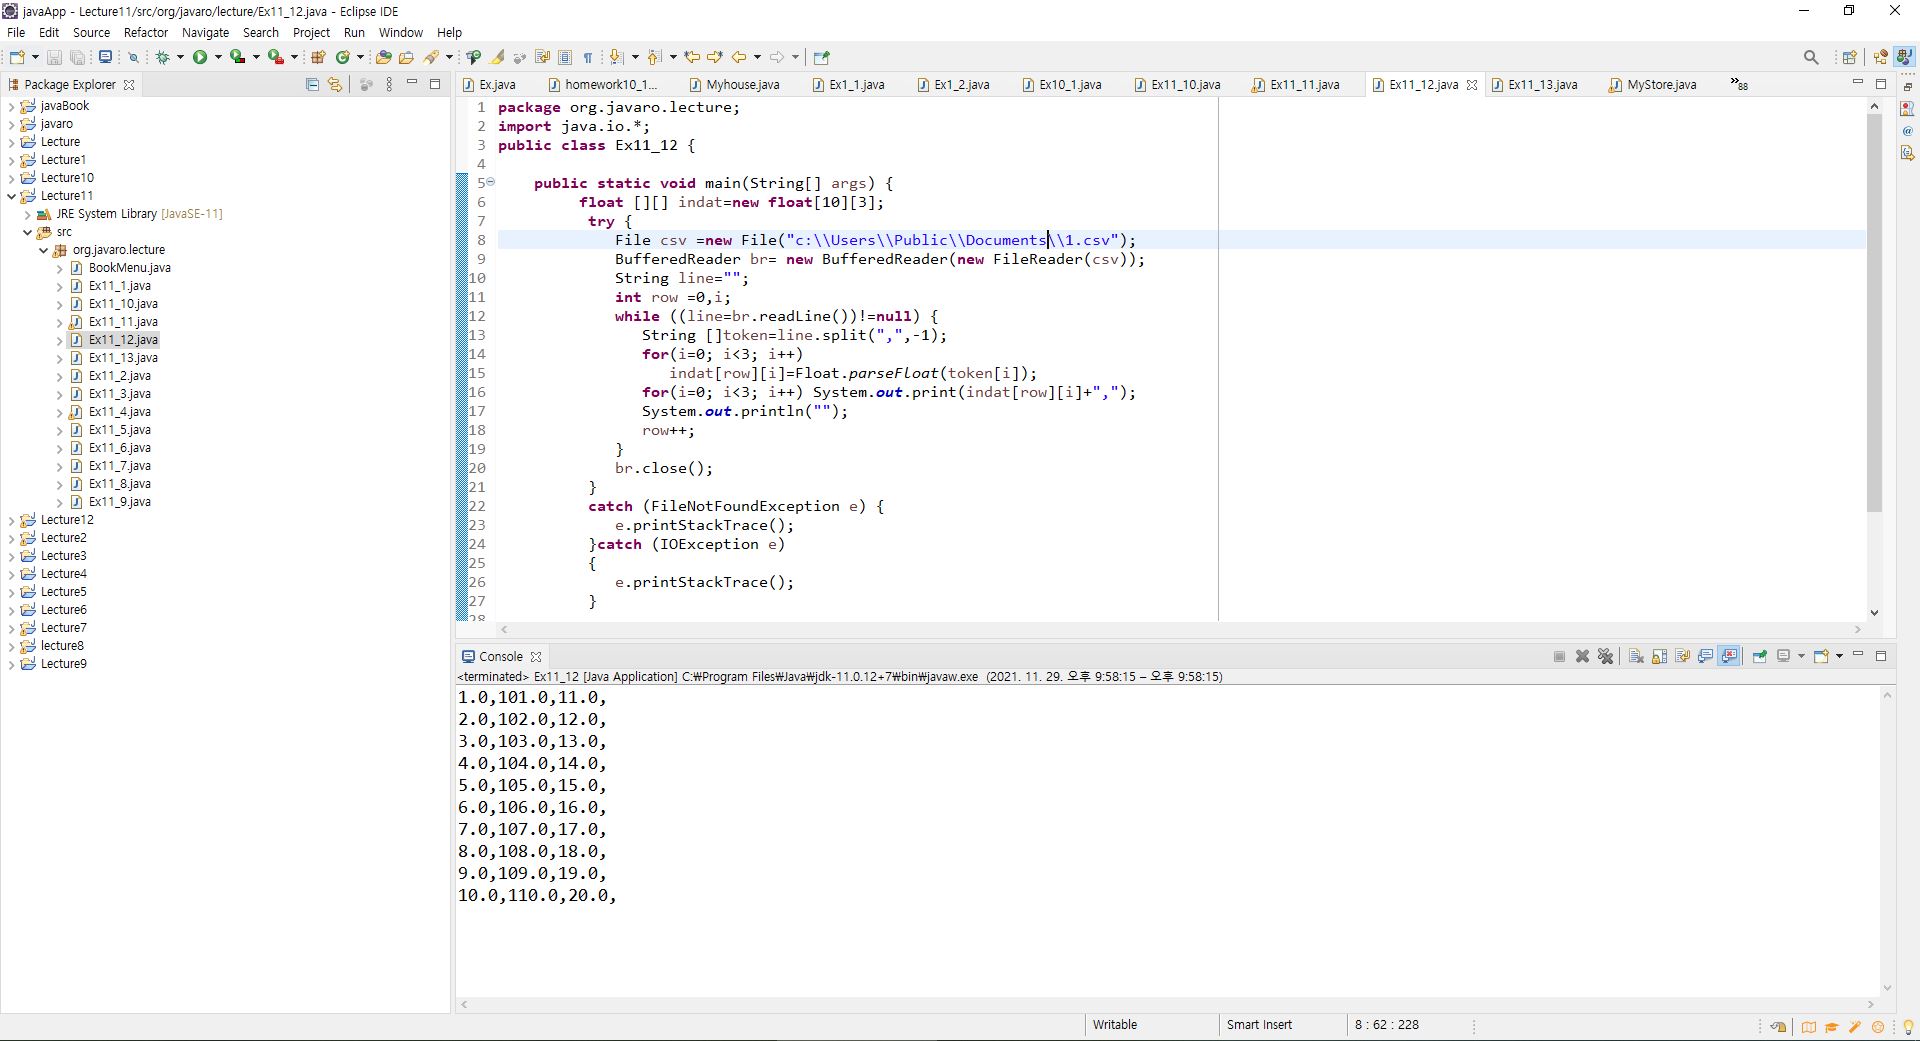 javaApp - Lecture11/src/org/javaro/lecture/Ex11_12.java - Eclipse IDE
File Edit Source Refactor Navigate Search Project Run Window Help
Package Explorer
javaBook
javaro
Lecture
Lecture1
Lecture10
Lecture11
JRE System Library [JavaSE-11]
src
org.javaro.lecture
BookMenu.java
Ex11_1.java
Ex11_10.java
Ex11_11.java
Ex11_12.java
Ex11_13.java
Ex11_2.java
Ex11_3.java
Ex11_4.java
Ex11_5.java
Ex11_6.java
Ex11_7.java
Ex11_8.java
Ex11_9.java
Lecture12
Lecture2
Lecture3
Lecture4
Lecture5
Lecture6
Lecture7
lecture8
Lecture9
Ex.java homework10_1... Myhouse.java Ex1_1.java Ex1_2.java Ex10_1.java Ex11_10.java Ex11_11.java Ex11_12.java Ex11_13.java MyStore.java »88
1 package org.javaro.lecture;
2 import java.io.*;
3 public class Ex11_12 {
4
5 public static void main(String[] args) {
6 float [][] indat=new float[10][3];
7 try {
8 File csv =new File("c:\\Users\\Public\\Documents\\1.csv");
9 BufferedReader br= new BufferedReader(new FileReader(csv));
10 String line="";
11 int row =0,i;
12 while ((line=br.readLine())!=null) {
13 String []token=line.split(",",-1);
14 for(i=0; i<3; i++)
15 indat[row][i]=Float.parseFloat(token[i]);
16 for(i=0; i<3; i++) System.out.print(indat[row][i]+",");
17 System.out.println("");
18 row++;
19 }
20 br.close();
21 }
22 catch (FileNotFoundException e) {
23 e.printStackTrace();
24 }catch (IOException e)
25 {
26 e.printStackTrace();
27 }
28
Console
<terminated> Ex11_12 [Java Application] C:₩Program Files₩Java₩jdk-11.0.12+7₩bin₩javaw.exe (2021. 11. 29. 오후 9:58:15 – 오후 9:58:15)
1.0,101.0,11.0,
2.0,102.0,12.0,
3.0,103.0,13.0,
4.0,104.0,14.0,
5.0,105.0,15.0,
6.0,106.0,16.0,
7.0,107.0,17.0,
8.0,108.0,18.0,
9.0,109.0,19.0,
10.0,110.0,20.0,
Writable Smart Insert 8 : 62 : 228